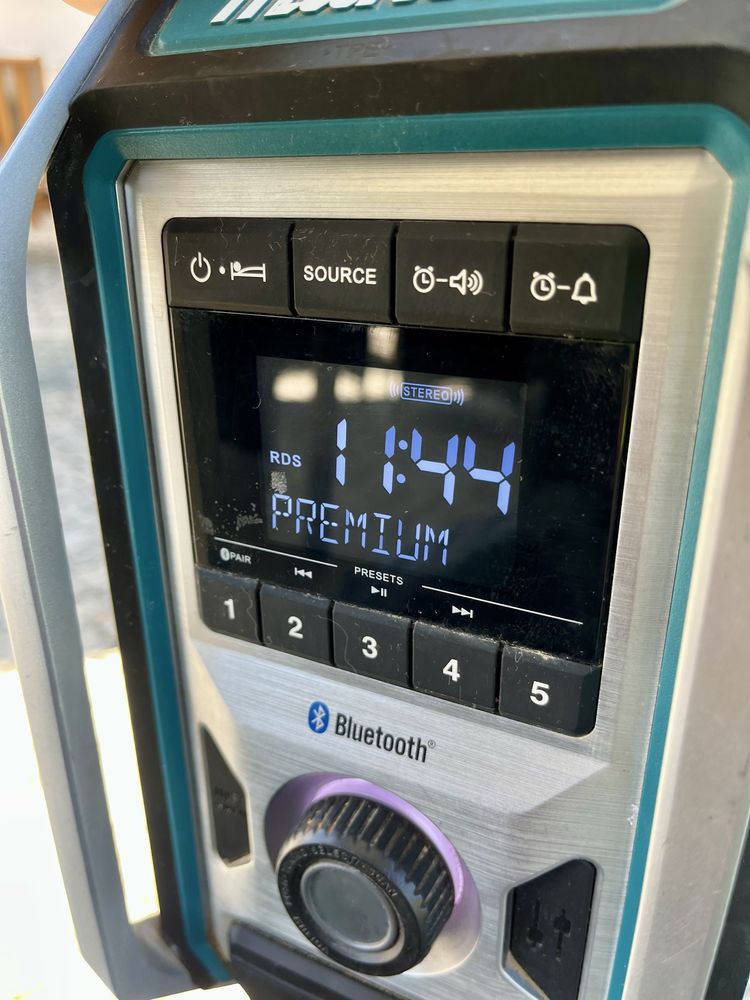 SOURCE
STEREO
RDS 11:44
PREMIUM
PAIR
PRESETS
1 2 3 4 5
Bluetooth®